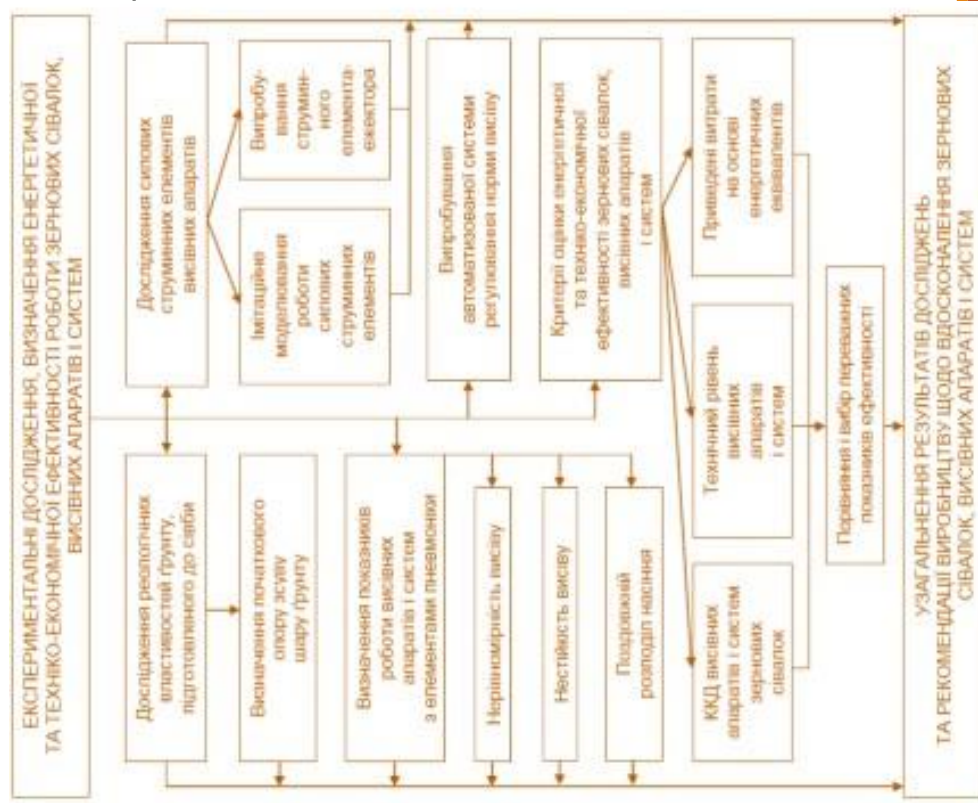 ЕКСПЕРИМЕНТАЛЬНІ ДОСЛІДЖЕННЯ, ВИЗНАЧЕННЯ ЕНЕРГЕТИЧНОЇ
ТА ТЕХНІКО-ЕКОНОМІЧНОЇ ЕФЕКТИВНОСТІ РОБОТИ ЗЕРНОВИХ СІВАЛОК,
ВИСІВНИХ АПАРАТІВ І СИСТЕМ
Дослідження реологічних
властивостей ґрунту,
підготовленого до сівби
Дослідження силових
струминних елементів
висівних апаратів
Визначення початкового
опору зсуву
шару ґрунту
Імітаційне
моделювання
роботи
силових
струминних
елементів
Випробу-
вання
струмин-
ного
елемента-
ежектора
Визначення показників
роботи висівних
апаратів і систем
з елементами пневмоніки
Випробування
автоматизованої системи
регулювання норми висіву
Нерівномірність висіву
Нестійкість висіву
Поздовжній
розподіл насіння
Критерії оцінки енергетичної
та техніко-економічної
ефективності зернових сівалок,
висівних апаратів
і систем
ККД висівних
апаратів і систем
зернових
сівалок
Технічний рівень
висівних
апаратів
і систем
Приведені витрати
на основі
енергетичних
еквівалентів
Порівняння і вибір переважних
показників ефективності
УЗАГАЛЬНЕННЯ РЕЗУЛЬТАТІВ ДОСЛІДЖЕНЬ
ТА РЕКОМЕНДАЦІЇ ВИРОБНИЦТВУ ЩОДО ВДОСКОНАЛЕННЯ ЗЕРНОВИХ
СІВАЛОК, ВИСІВНИХ АПАРАТІВ І СИСТЕМ